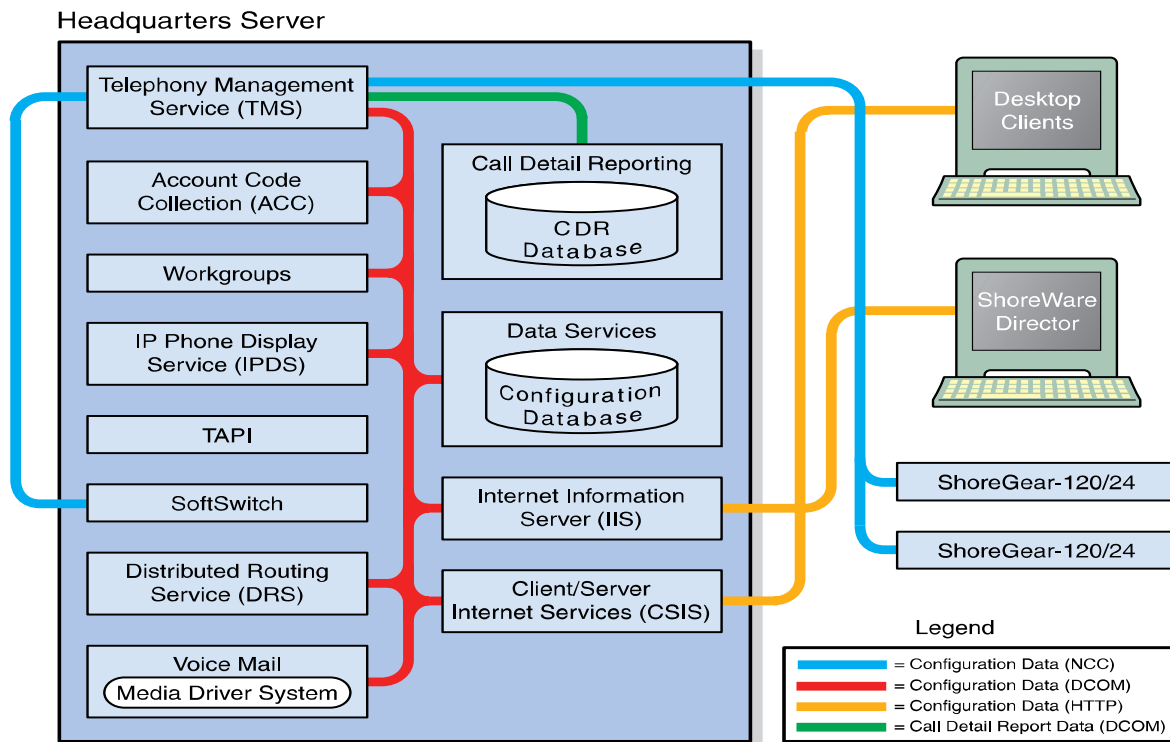 Headquarters Server
Telephony Management
Service (TMS)
Account Code
Collection (ACC)
Workgroups
IP Phone Display
Service (IPDS)
TAPI
SoftSwitch
Distributed Routing
Service (DRS)
Voice Mail
Media Driver System
Call Detail Reporting
CDR
Database
Data Services
Configuration
Database
Internet Information
Server (IIS)
Client/Server
Internet Services (CSIS)
Desktop
Clients
ShoreWare
Director
ShoreGear-120/24
ShoreGear-120/24
Legend
= Configuration Data (NCC)
= Configuration Data (DCOM)
= Configuration Data (HTTP)
= Call Detail Report Data (DCOM)